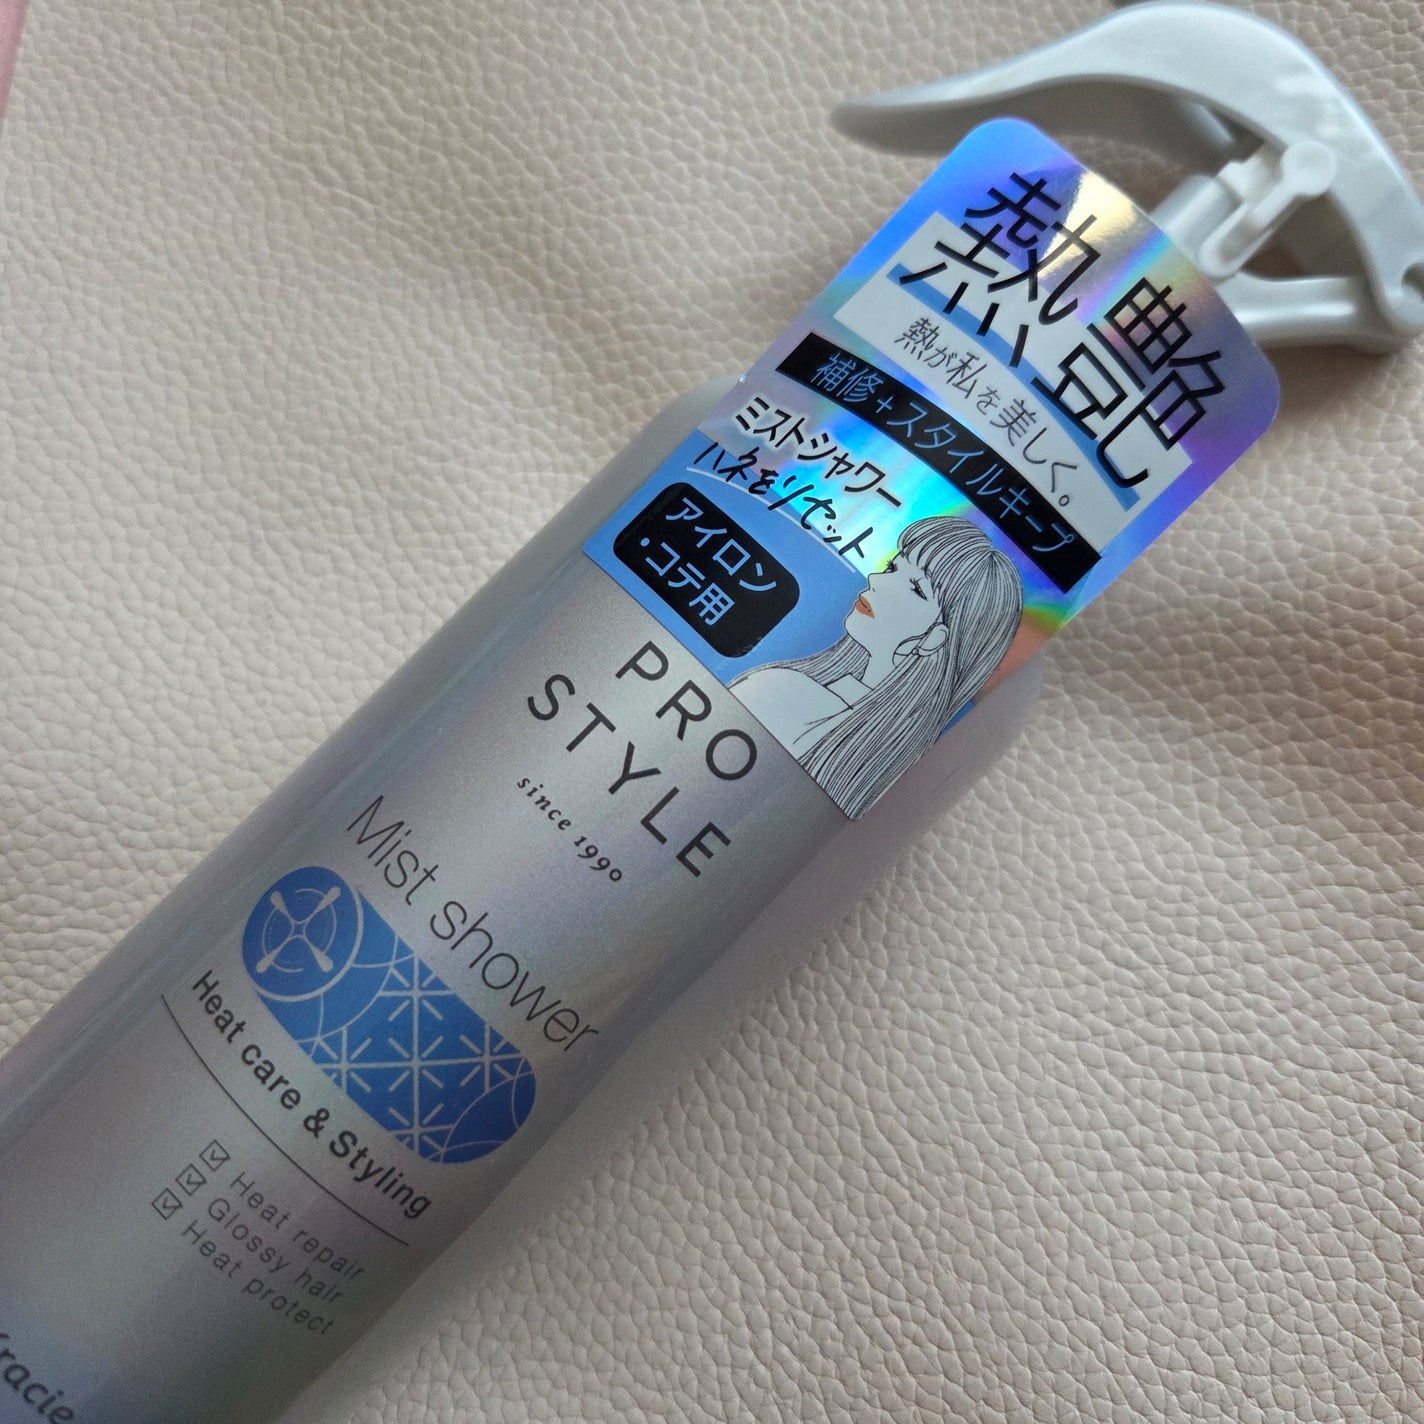 熱艶
熱が私を美しく。
補修+スタイルキープ
ミストシャワー
ハネをリセット
アイロン
・コテ用
PRO
STYLE
since 1990
Mist shower
Heat care & Styling
Heat repair
Glossy hair
Heat protect
Kracie